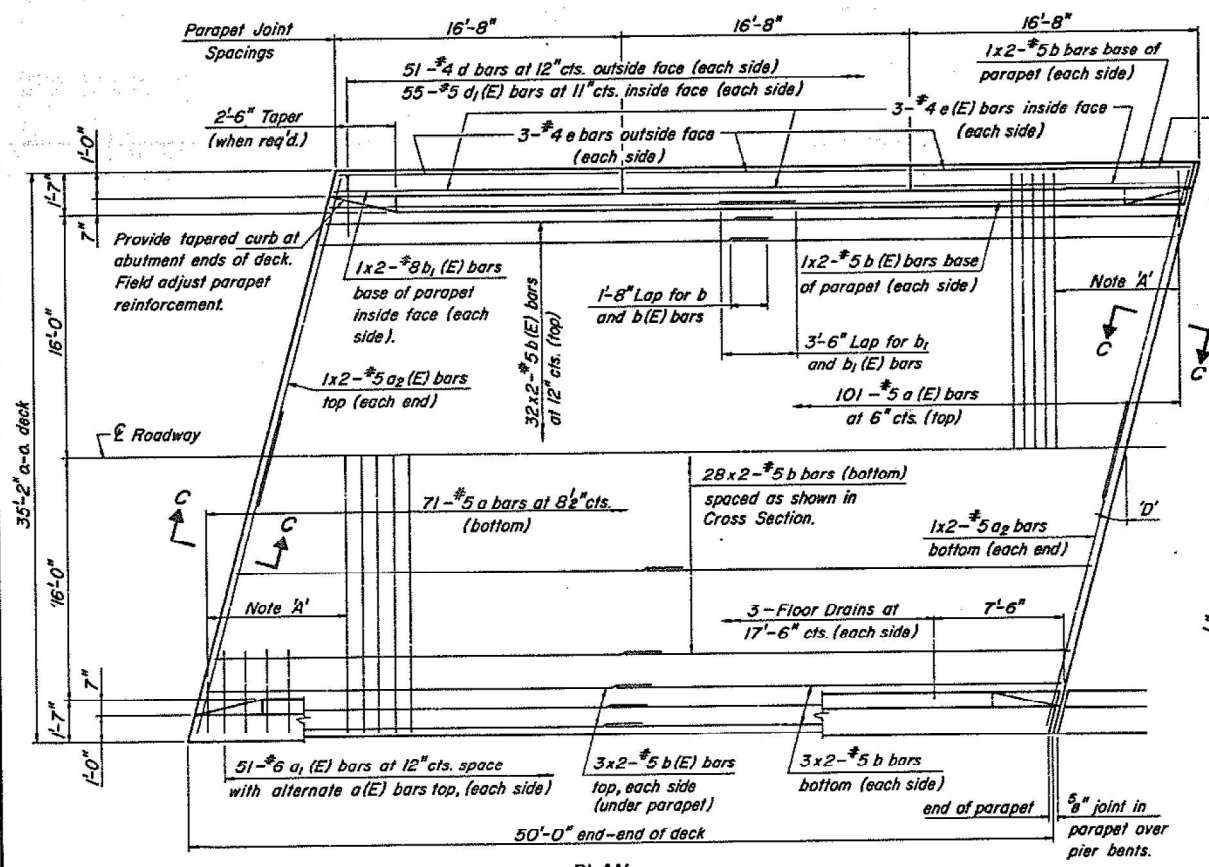 Parapet Joint
Spacings
16'-8"
16'-8"
16'-8"
51-#4 d bars at 12" cts. outside face (each side)
55-#5 d1(E) bars at 11" cts. inside face (each side)
1x2-#5 b bars base of
parapet (each side)
2'-6" Taper
(when req'd.)
3-#4 e bars outside face
(each side)
3-#4 e (E) bars inside face
(each side)
1'-0"
1'-7"
7"
Provide tapered curb at
abutment ends of deck.
Field adjust parapet
reinforcement.
1x2-#8 b1 (E) bars
base of parapet
inside face (each
side).
32x2-#5 b (E) bars
at 12" cts. (top)
1'-8" Lap for b
and b(E) bars
1x2-#5 b (E) bars base
of parapet (each side)
Note 'A'
3'-6" Lap for b1
and b1 (E) bars
C
C
16'-0"
1x2-#5 a2 (E) bars
top (each end)
101-#5 a (E) bars
at 6" cts. (top)
35'-2" o-o. deck
℄ Roadway
C
C
71-#5 a bars at 8½" cts.
(bottom)
28x2-#5 b bars (bottom)
spaced as shown in
Cross Section.
1x2-#5 a2 bars
bottom (each end)
'D'
16'-0"
Note 'A'
3-Floor Drains at
17'-6" cts. (each side)
7'-6"
7"
1'-7"
1'-0"
51-#6 a1 (E) bars at 12" cts. space
with alternate a(E) bars top, (each side)
3x2-#5 b (E) bars
top, each side
(under parapet)
3x2-#5 b bars
bottom (each side)
end of parapet
5/8" joint in
parapet over
pier bents.
50'-0" end-end of deck